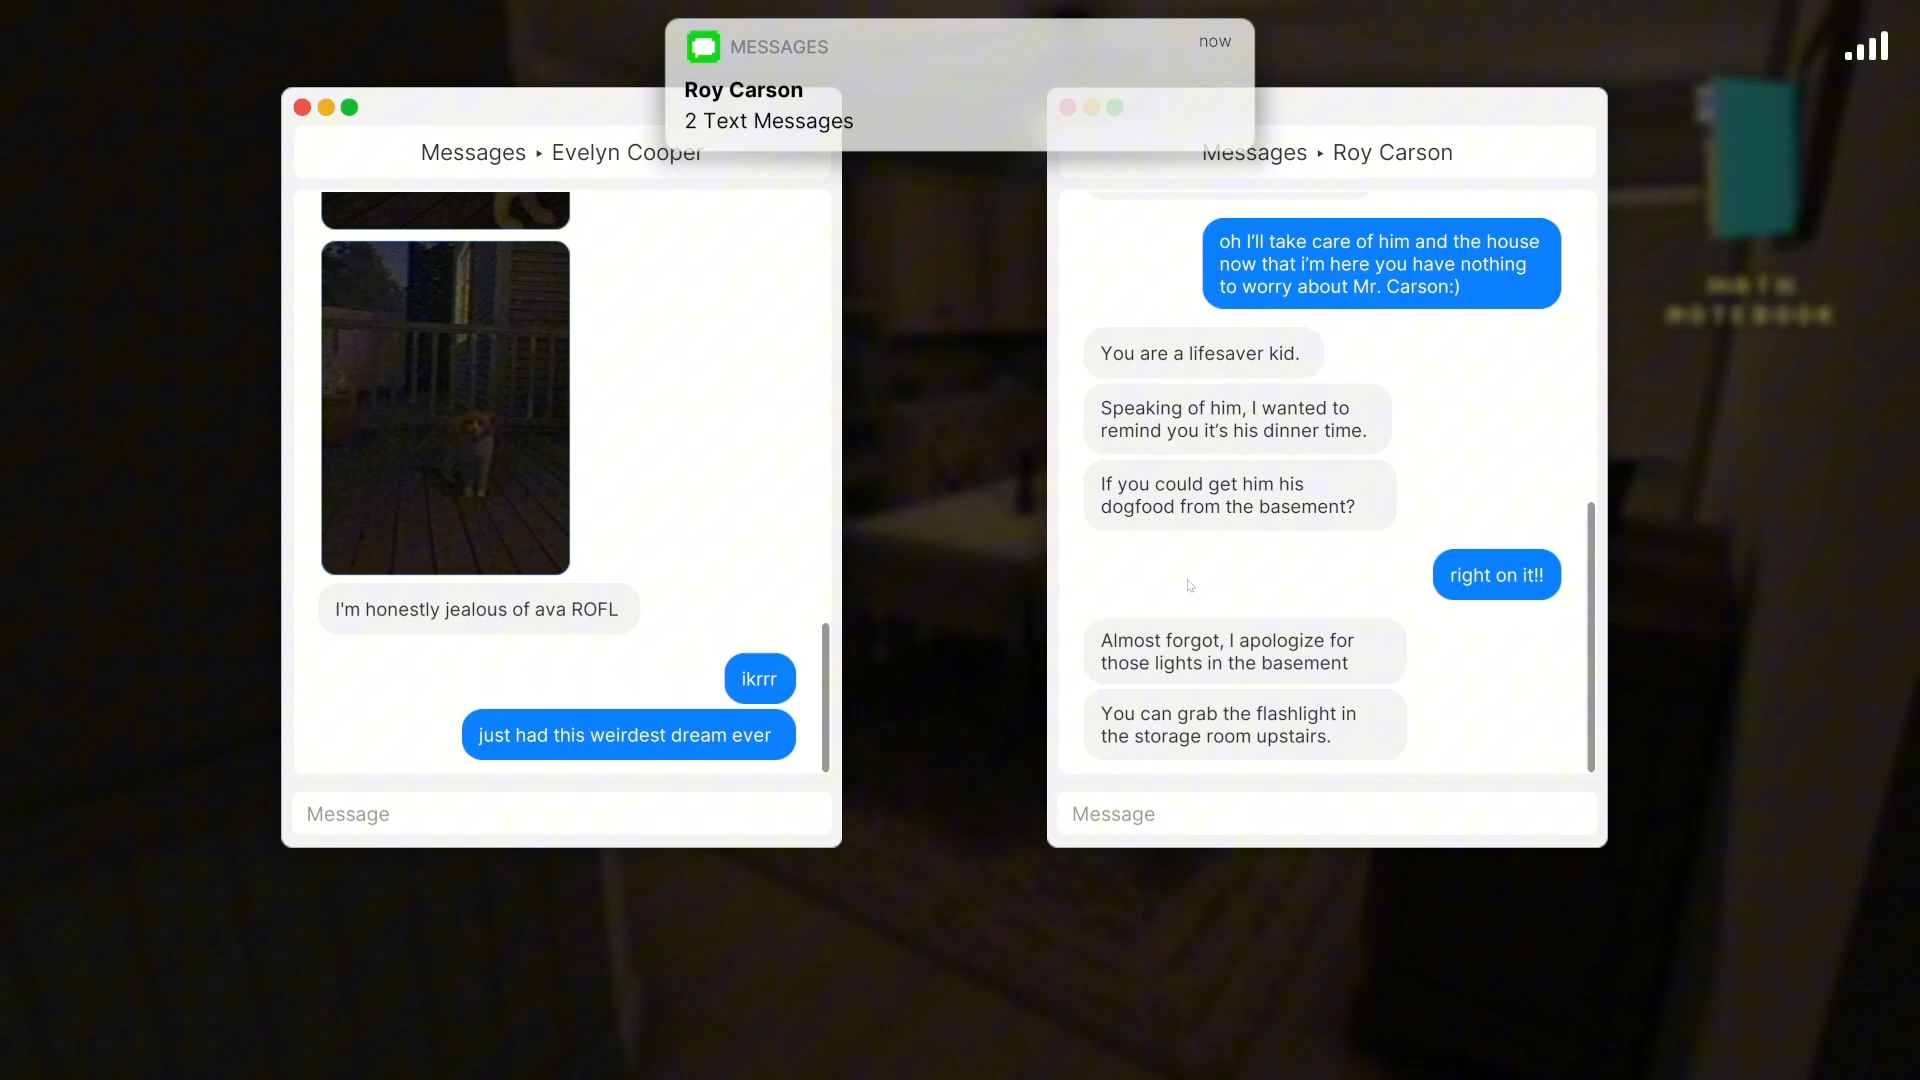 MESSAGES
now
Roy Carson
2 Text Messages
Messages ‣ Evelyn Cooper
I'm honestly jealous of ava ROFL
ikrrr
just had this weirdest dream ever
Message
Messages ‣ Roy Carson
oh I’ll take care of him and the house
now that i’m here you have nothing
to worry about Mr. Carson:)
You are a lifesaver kid.
Speaking of him, I wanted to
remind you it’s his dinner time.
If you could get him his
dogfood from the basement?
right on it!!
Almost forgot, I apologize for
those lights in the basement
You can grab the flashlight in
the storage room upstairs.
Message
MATH
NOTEBOOK